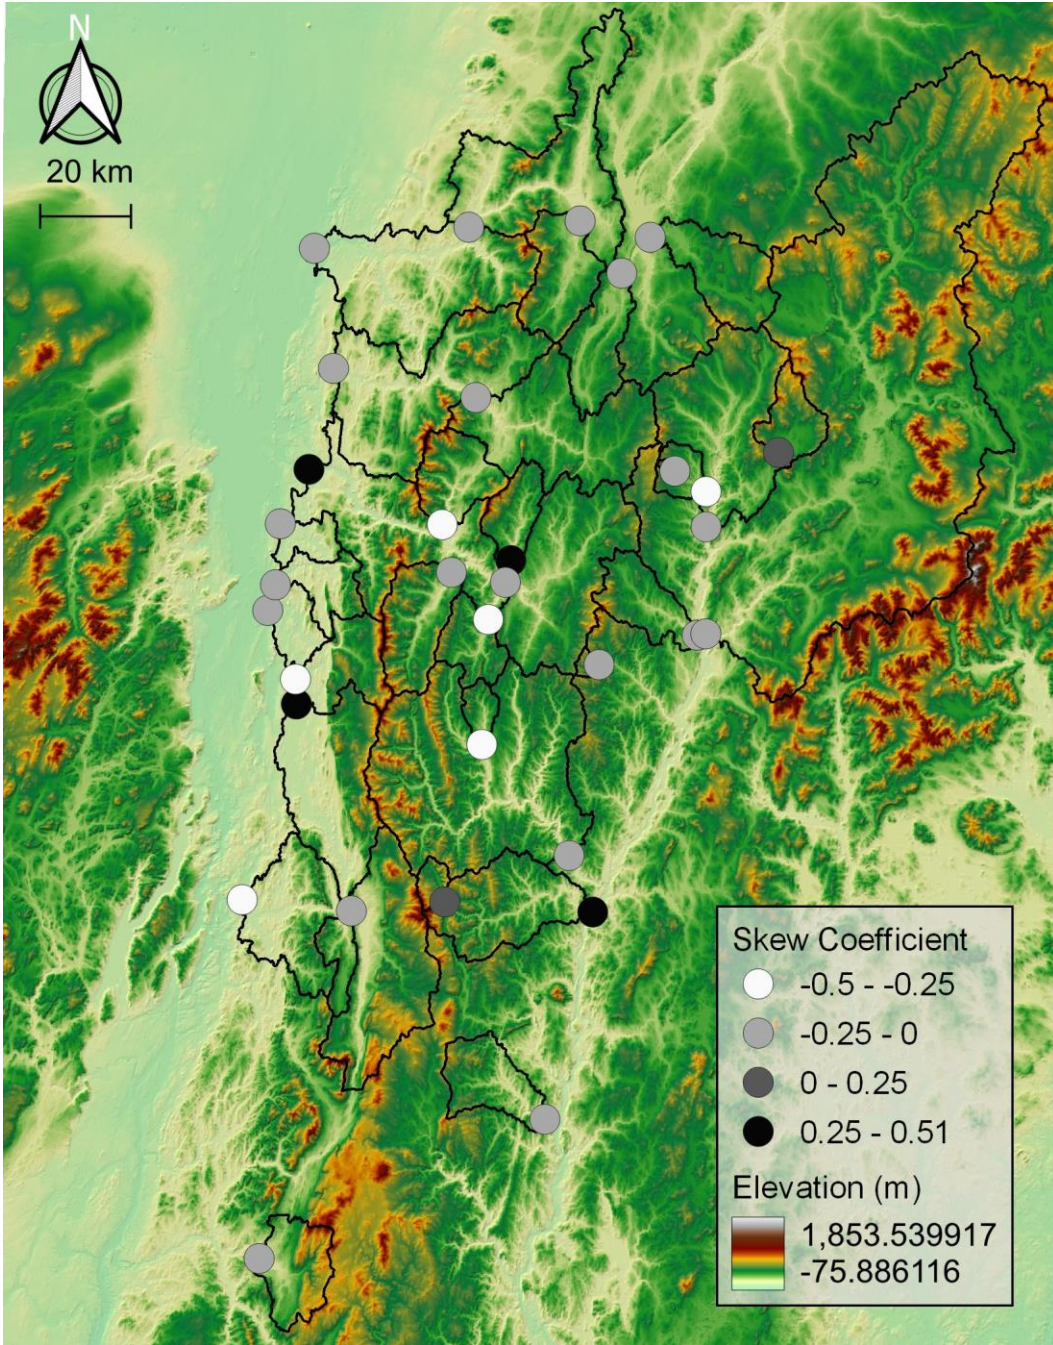 N
20 km
Skew Coefficient
-0.5 - -0.25
-0.25 - 0
0 - 0.25
0.25 - 0.51
Elevation (m)
1,853.539917
-75.886116